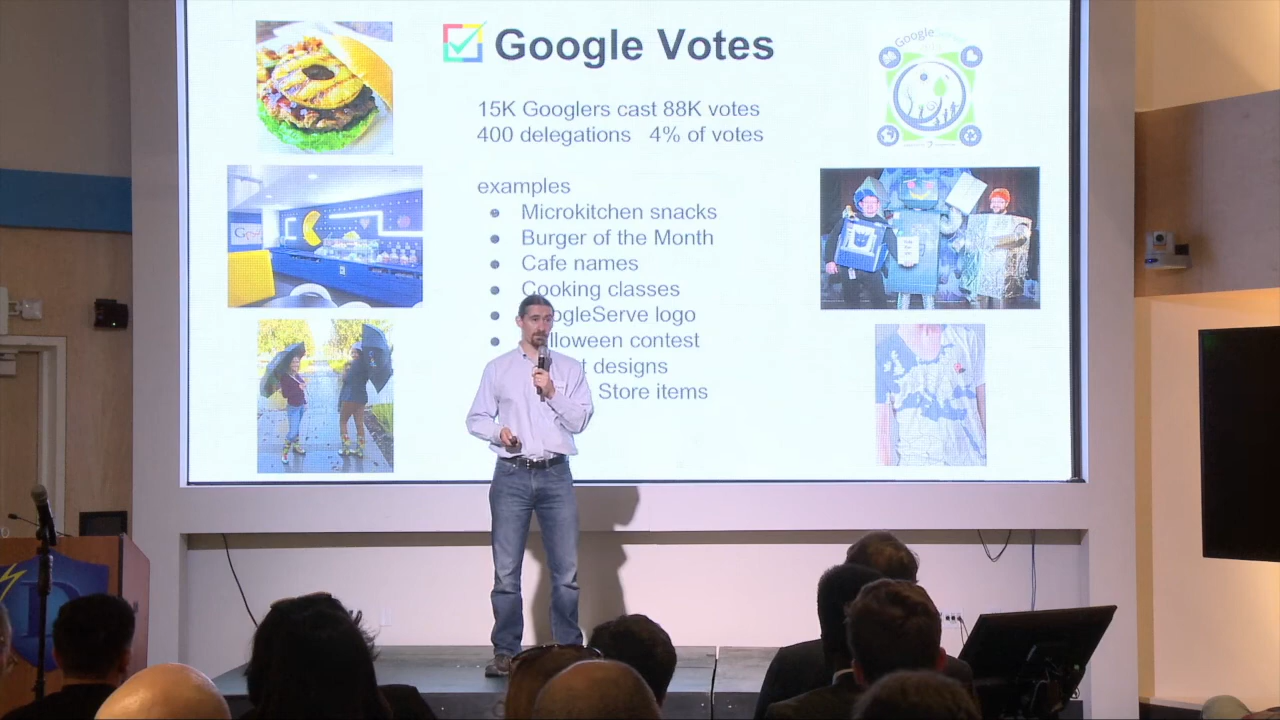 Google Votes
Google
15K Googlers cast 88K votes
400 delegations 4% of votes
examples
● Microkitchen snacks
● Burger of the Month
● Cafe names
● Cooking classes
● ogleServe logo
● lloween contest
t designs
Store items